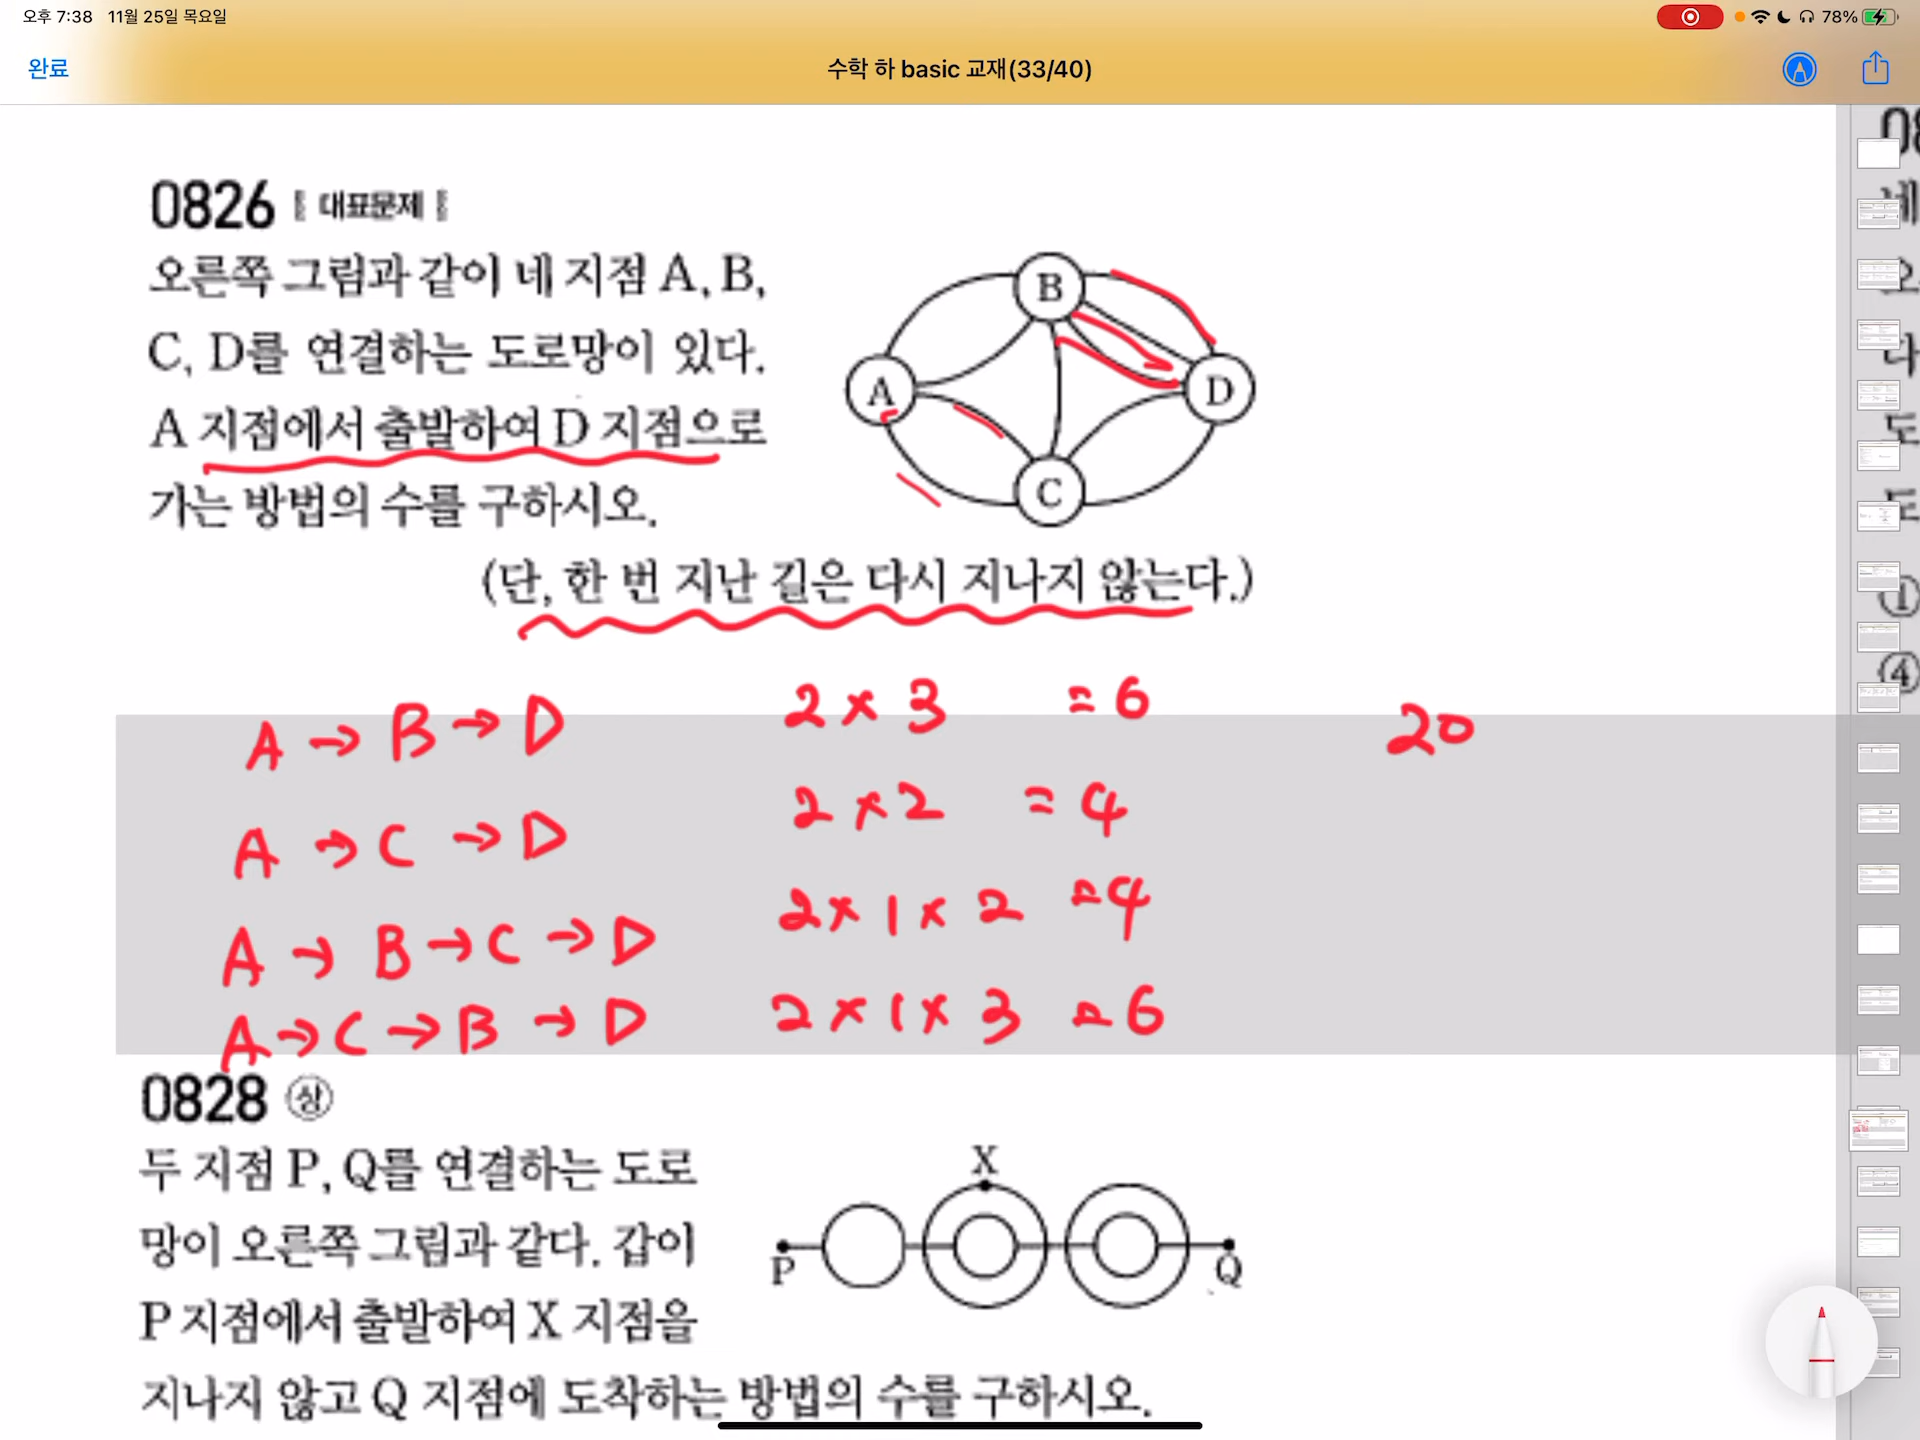 오후 7:38 11월 25일 목요일 78%
완료 수학 하 basic 교재(33/40)
0826 대표문제
오른쪽 그림과 같이 네 지점 A, B,
C, D를 연결하는 도로망이 있다.
A 지점에서 출발하여 D 지점으로
가는 방법의 수를 구하시오.
(단, 한 번 지난 길은 다시 지나지 않는다.)
B
A
D
C
A → B → D 2 × 3 = 6 20
A → C → D 2 × 2 = 4
A → B → C → D 2 × 1 × 2 = 4
A → C → B → D 2 × 1 × 3 = 6
0828 상
두 지점 P, Q를 연결하는 도로
망이 오른쪽 그림과 같다. 갑이
P 지점에서 출발하여 X 지점을
지나지 않고 Q 지점에 도착하는 방법의 수를 구하시오.
X
P
Q
①
④